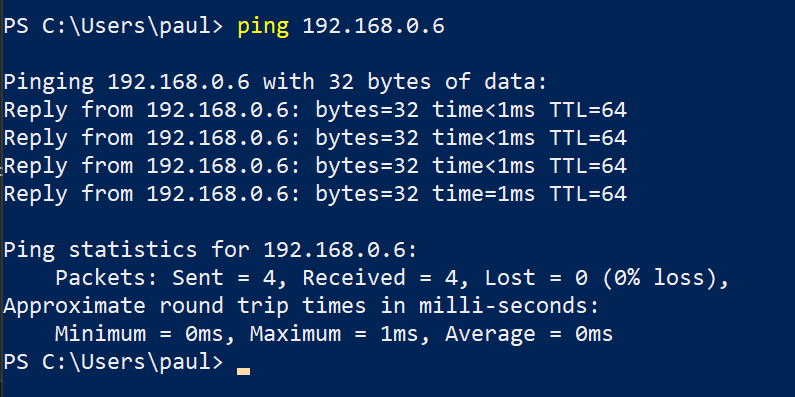 PS C:\Users\paul> ping 192.168.0.6
Pinging 192.168.0.6 with 32 bytes of data:
Reply from 192.168.0.6: bytes=32 time<1ms TTL=64
Reply from 192.168.0.6: bytes=32 time<1ms TTL=64
Reply from 192.168.0.6: bytes=32 time<1ms TTL=64
Reply from 192.168.0.6: bytes=32 time=1ms TTL=64
Ping statistics for 192.168.0.6:
    Packets: Sent = 4, Received = 4, Lost = 0 (0% loss),
Approximate round trip times in milli-seconds:
    Minimum = 0ms, Maximum = 1ms, Average = 0ms
PS C:\Users\paul>